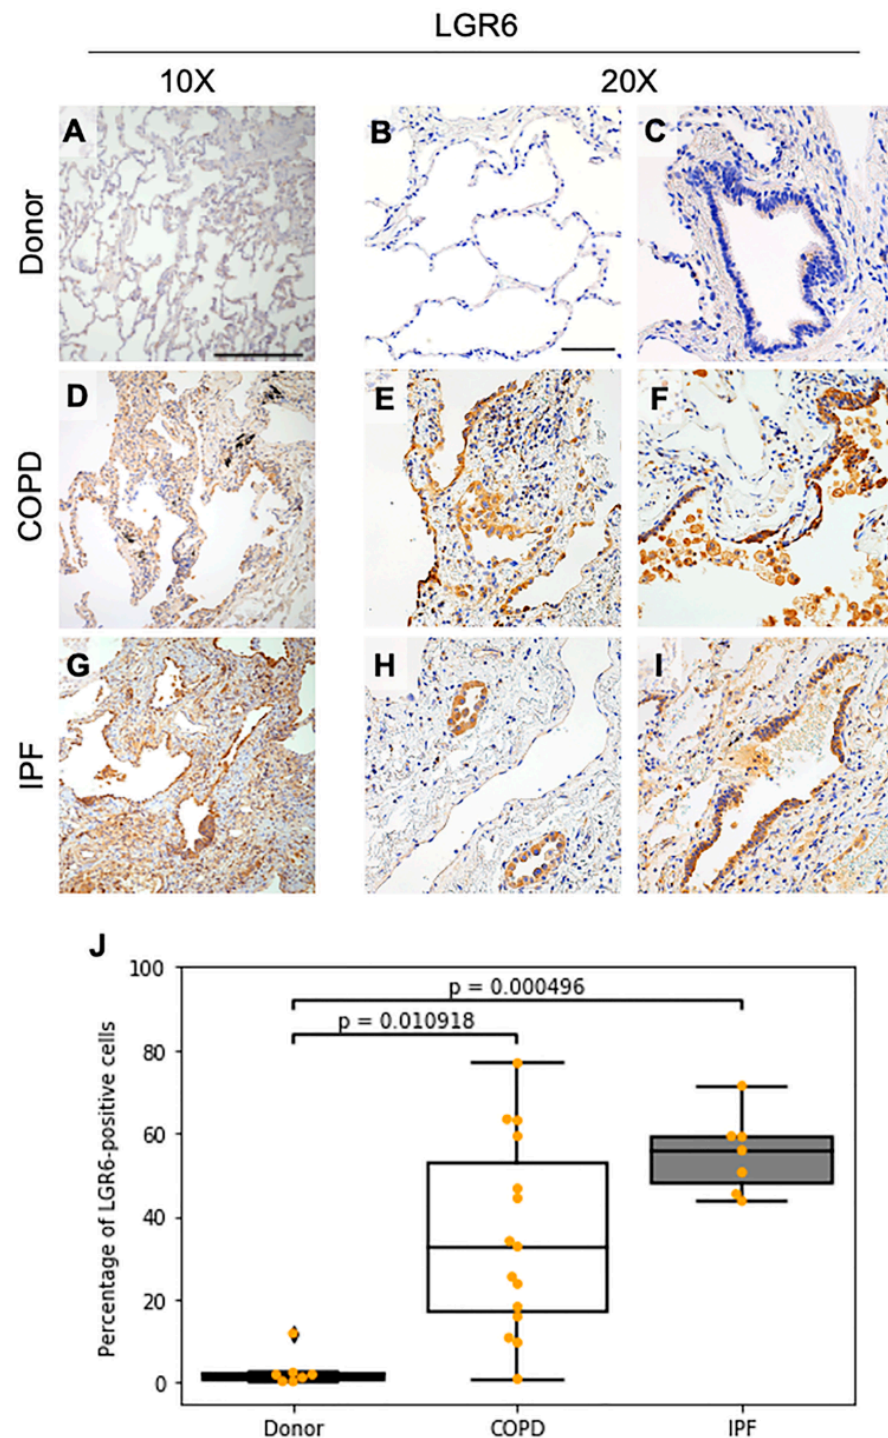 LGR6
10X 20X
Donor
A
B
C
COPD
D
E
F
IPF
G
H
I
J
Percentage of LGR6-positive cells
100
80
60
40
20
0
p = 0.000496
p = 0.010918
Donor COPD IPF